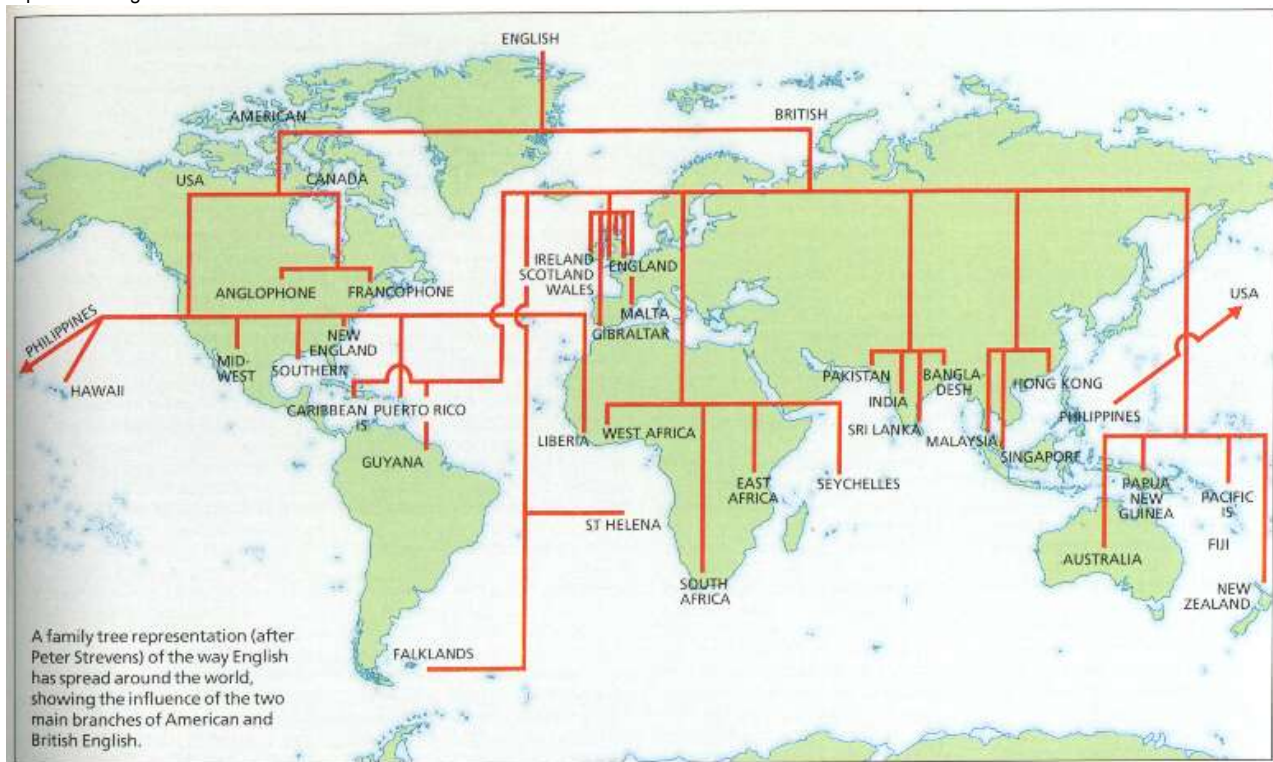 ENGLISH
AMERICAN
BRITISH
USA
CANADA
ANGLOPHONE
FRANCOPHONE
IRELAND
SCOTLAND
WALES
ENGLAND
MALTA
GIBRALTAR
USA
PHILIPPINES
HAWAII
MID-
WEST
SOUTHERN
NEW
ENGLAND
CARIBBEAN
IS
PUERTO RICO
GUYANA
LIBERIA
WEST AFRICA
EAST
AFRICA
SEYCHELLES
ST HELENA
SOUTH
AFRICA
FALKLANDS
PAKISTAN
INDIA
SRI LANKA
BANGLA-
DESH
MALAYSIA
SINGAPORE
HONG KONG
PHILIPPINES
PAPUA
NEW
GUINEA
PACIFIC
IS
FIJI
AUSTRALIA
NEW
ZEALAND
A family tree representation (after
Peter Strevens) of the way English
has spread around the world,
showing the influence of the two
main branches of American and
British English.